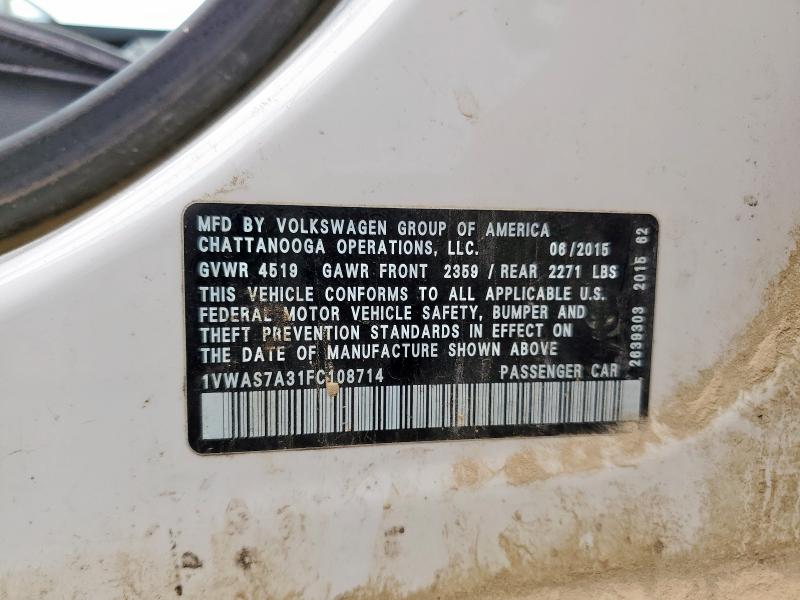 MFD BY VOLKSWAGEN GROUP OF AMERICA
CHATTANOOGA OPERATIONS, LLC. 06/2015
GVWR 4519 GAWR FRONT 2359 / REAR 2271 LBS
THIS VEHICLE CONFORMS TO ALL APPLICABLE U.S.
FEDERAL MOTOR VEHICLE SAFETY, BUMPER AND
THEFT PREVENTION STANDARDS IN EFFECT ON
THE DATE OF MANUFACTURE SHOWN ABOVE
1VWAS7A31FC108714 PASSENGER CAR
2639303 2015 62